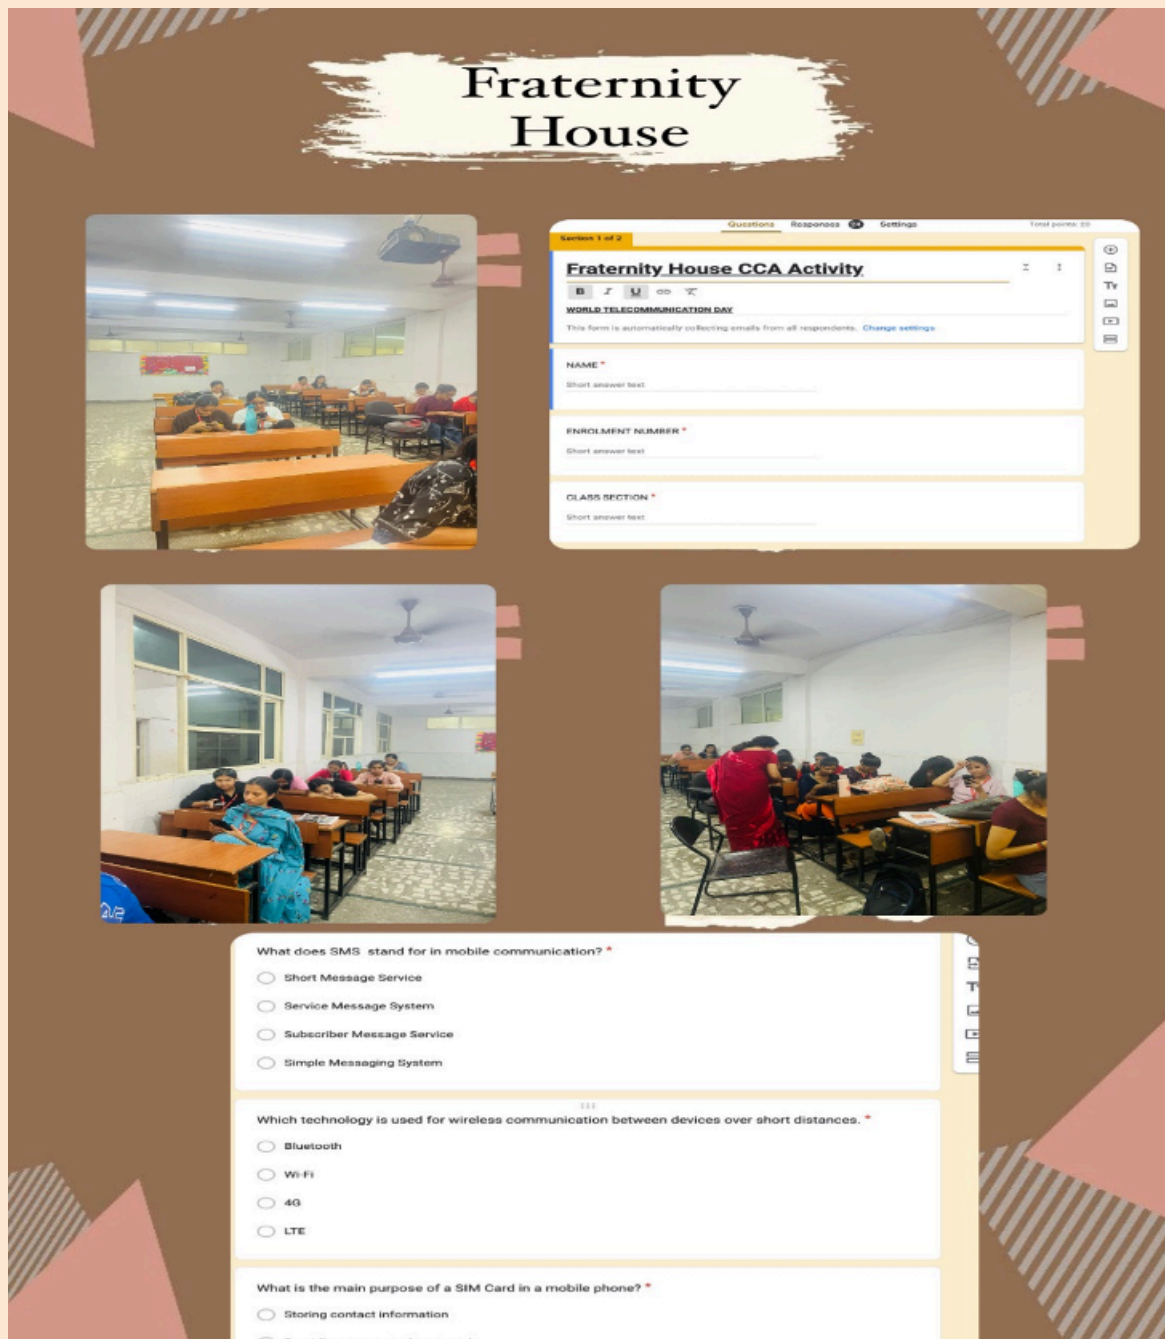 Fraternity
House
Questions Responses Settings
Total points: 20
Section 1 of 2
Fraternity House CCA Activity
B I U
WORLD TELECOMMUNICATION DAY
This form is automatically collecting emails from all respondents. Change settings
NAME *
Short answer text
ENROLMENT NUMBER *
Short answer text
CLASS SECTION *
Short answer text
What does SMS stand for in mobile communication? *
Short Message Service
Service Message System
Subscriber Message Service
Simple Messaging System
Which technology is used for wireless communication between devices over short distances. *
Bluetooth
Wi-Fi
4G
LTE
What is the main purpose of a SIM Card in a mobile phone? *
Storing contact information